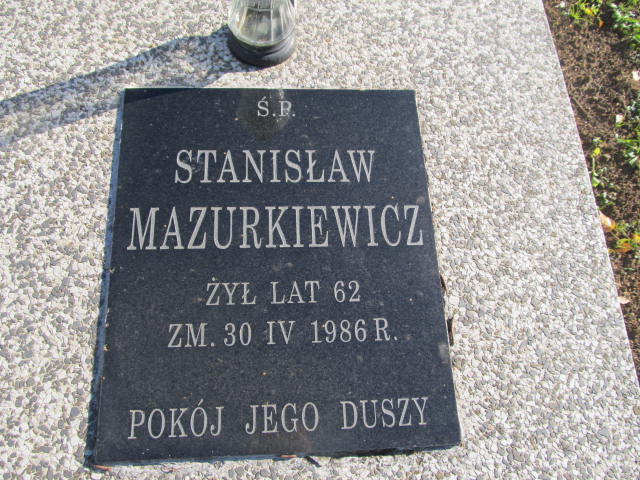 Ś.P.
STANISŁAW
MAZURKIEWICZ
ŻYŁ LAT 62
ZM. 30 IV 1986 R.
POKÓJ JEGO DUSZY